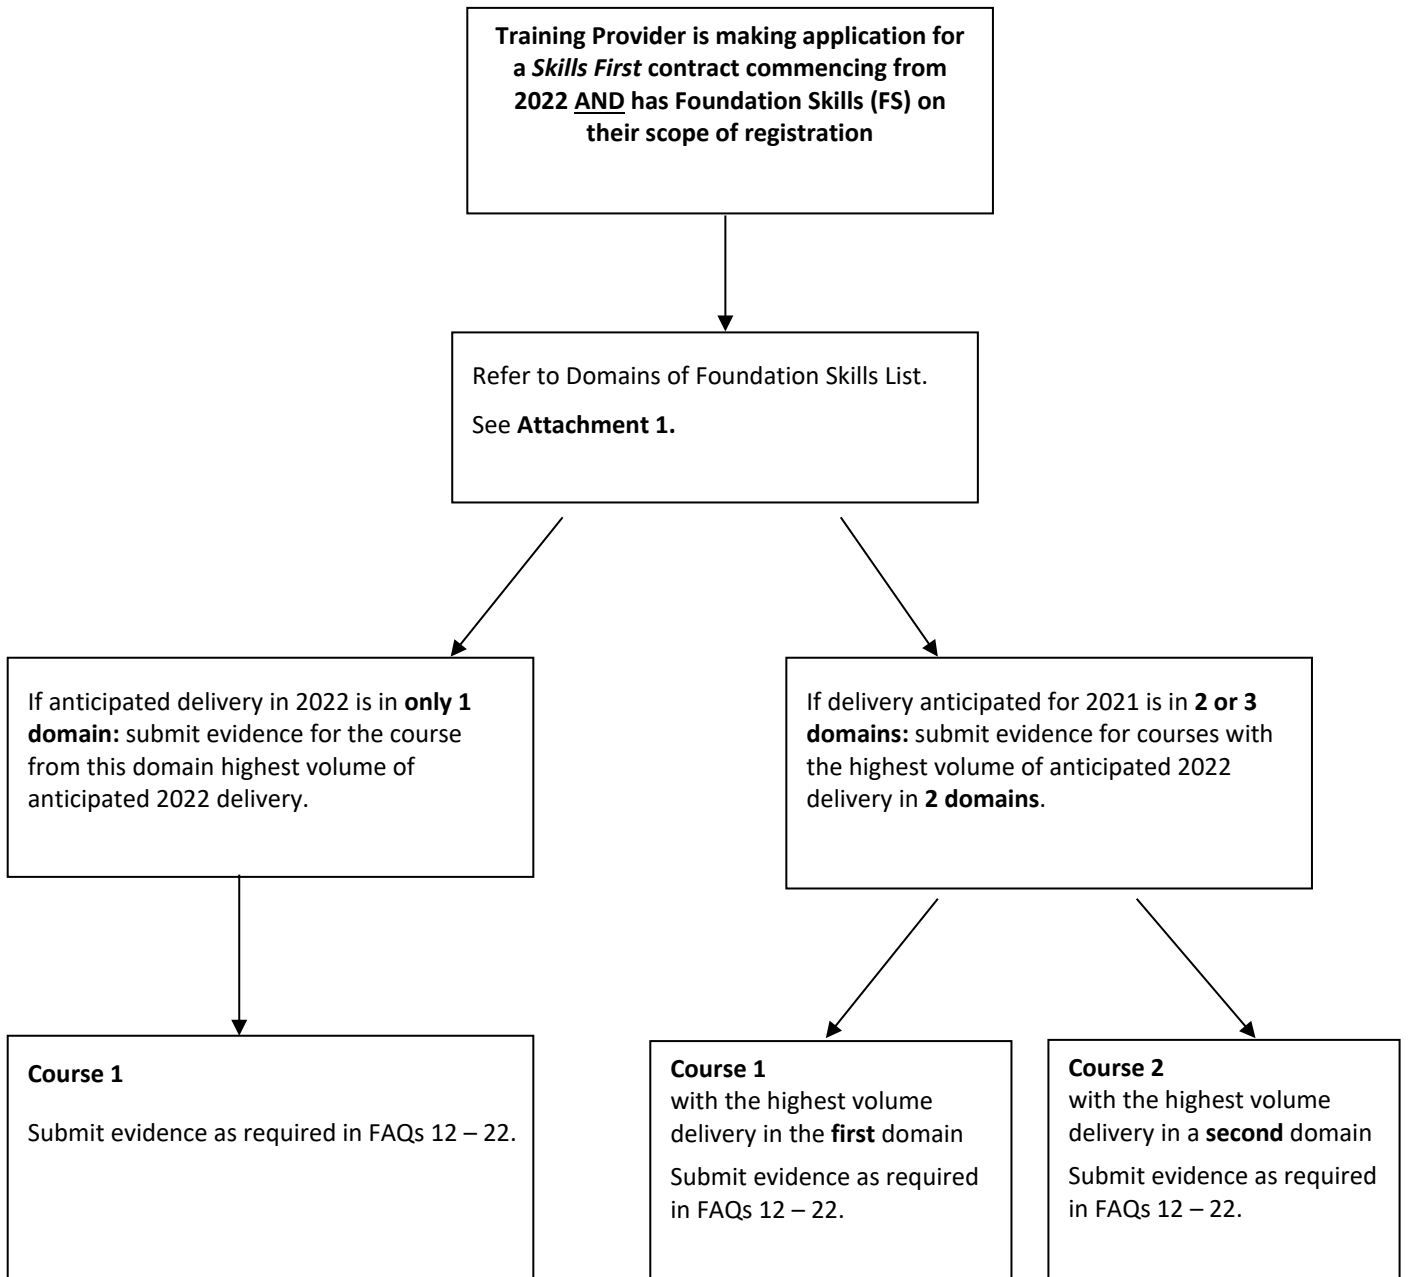 Training Provider is making application for
a Skills First contract commencing from
2022 AND has Foundation Skills (FS) on
their scope of registration
Refer to Domains of Foundation Skills List.
See Attachment 1.
If anticipated delivery in 2022 is in only 1
domain: submit evidence for the course
from this domain highest volume of
anticipated 2022 delivery.
If delivery anticipated for 2021 is in 2 or 3
domains: submit evidence for courses with
the highest volume of anticipated 2022
delivery in 2 domains.
Course 1
Submit evidence as required in FAQs 12 – 22.
Course 1
with the highest volume
delivery in the first domain
Submit evidence as required
in FAQs 12 – 22.
Course 2
with the highest volume
delivery in a second domain
Submit evidence as required
in FAQs 12 – 22.